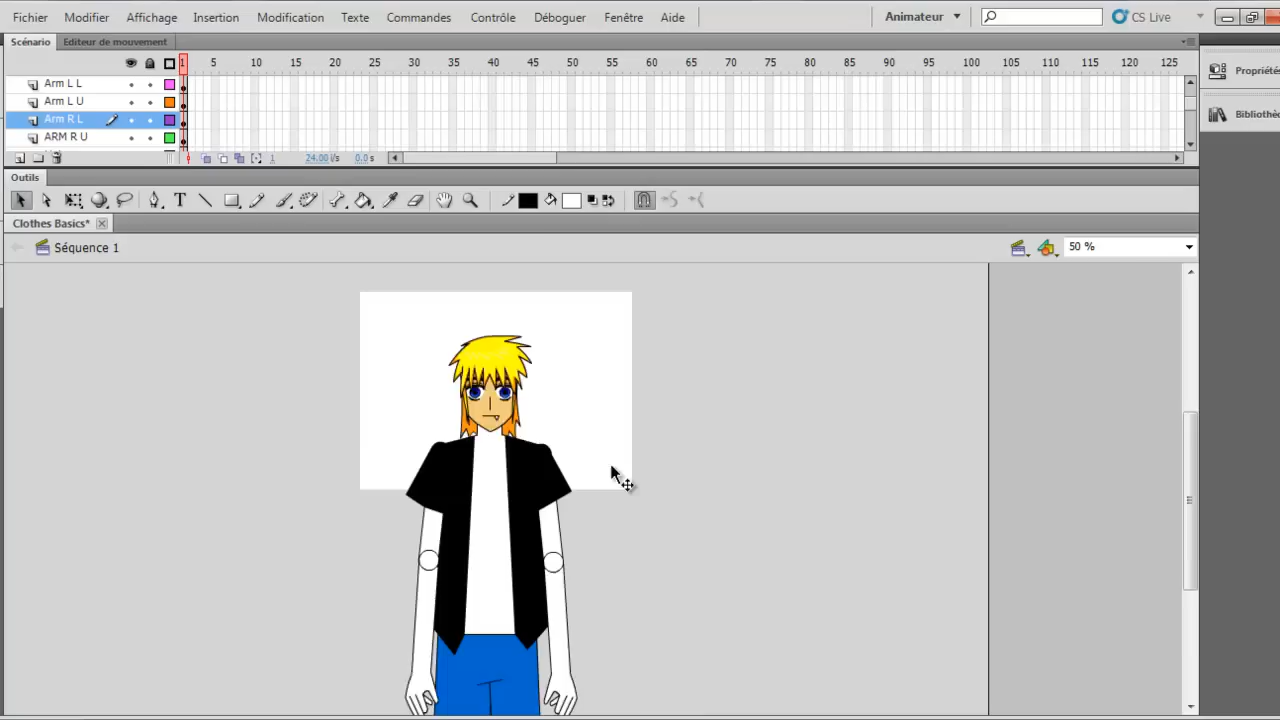 Fichier Modifier Affichage Insertion Modification Texte Commandes Contrôle Déboguer Fenêtre Aide Animateur CS Live
Scénario Editeur de mouvement
1 5 10 15 20 25 30 35 40 45 50 55 60 65 70 75 80 85 90 95 100 105 110 115 120 125
Propriétés
Arm L L
Arm L U
Bibliothèc
Arm R L
ARM R U
24.00 i/s 0.0 s
Outils
Clothes Basics*
Séquence 1 50 %